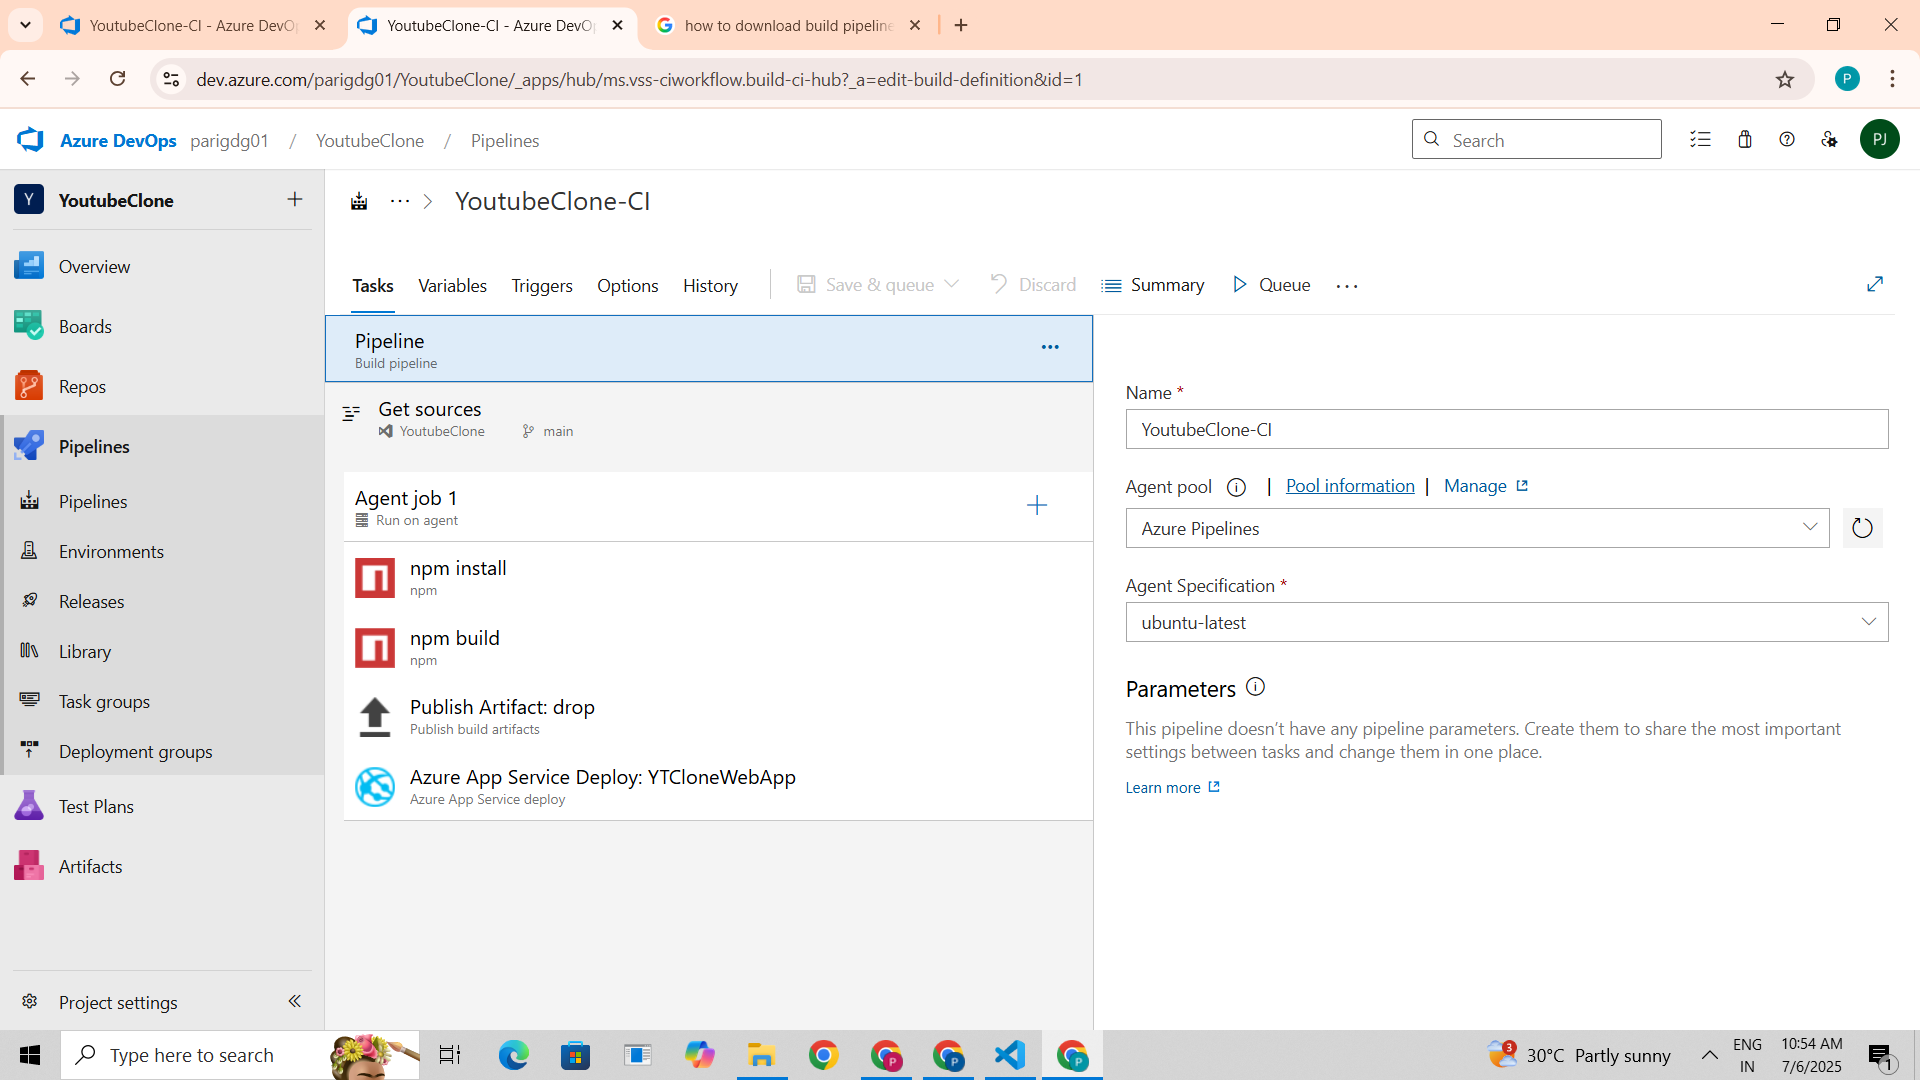 YoutubeClone-CI - Azure DevO
YoutubeClone-CI - Azure DevO
how to download build pipeline
dev.azure.com/parigdg01/YoutubeClone/_apps/hub/ms.vss-ciworkflow.build-ci-hub?_a=edit-build-definition&id=1
P
Azure DevOps parigdg01 / YoutubeClone / Pipelines
Search
PJ
Y YoutubeClone
Overview
Boards
Repos
Pipelines
Pipelines
Environments
Releases
Library
Task groups
Deployment groups
Test Plans
Artifacts
Project settings
··· > YoutubeClone-CI
Tasks Variables Triggers Options History Save & queue Discard Summary Queue ···
Pipeline
Build pipeline
Get sources
YoutubeClone main
Agent job 1
Run on agent
npm install
npm
npm build
npm
Publish Artifact: drop
Publish build artifacts
Azure App Service Deploy: YTCloneWebApp
Azure App Service deploy
Name *
YoutubeClone-CI
Agent pool | Pool information | Manage
Azure Pipelines
Agent Specification *
ubuntu-latest
Parameters
This pipeline doesn't have any pipeline parameters. Create them to share the most important
settings between tasks and change them in one place.
Learn more
Type here to search
P
P
P
3
30°C Partly sunny
ENG
IN
10:54 AM
7/6/2025
1